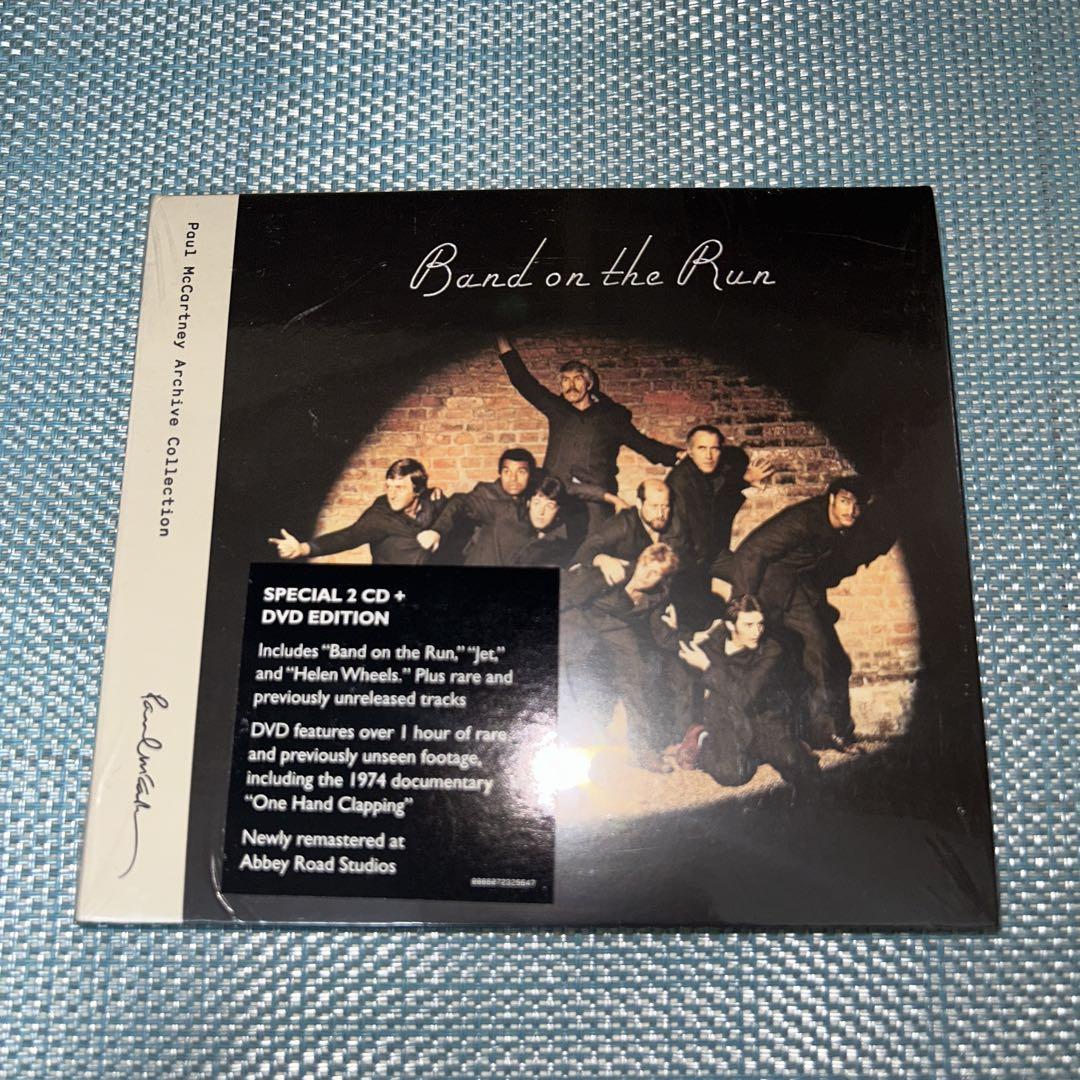 Paul McCartney Archive Collection
Band on the Run
SPECIAL 2 CD +
DVD EDITION
Includes “Band on the Run,” “Jet,”
and “Helen Wheels.” Plus rare and
previously unreleased tracks
DVD features over 1 hour of rare
and previously unseen footage,
including the 1974 documentary
“One Hand Clapping”
Newly remastered at
Abbey Road Studios